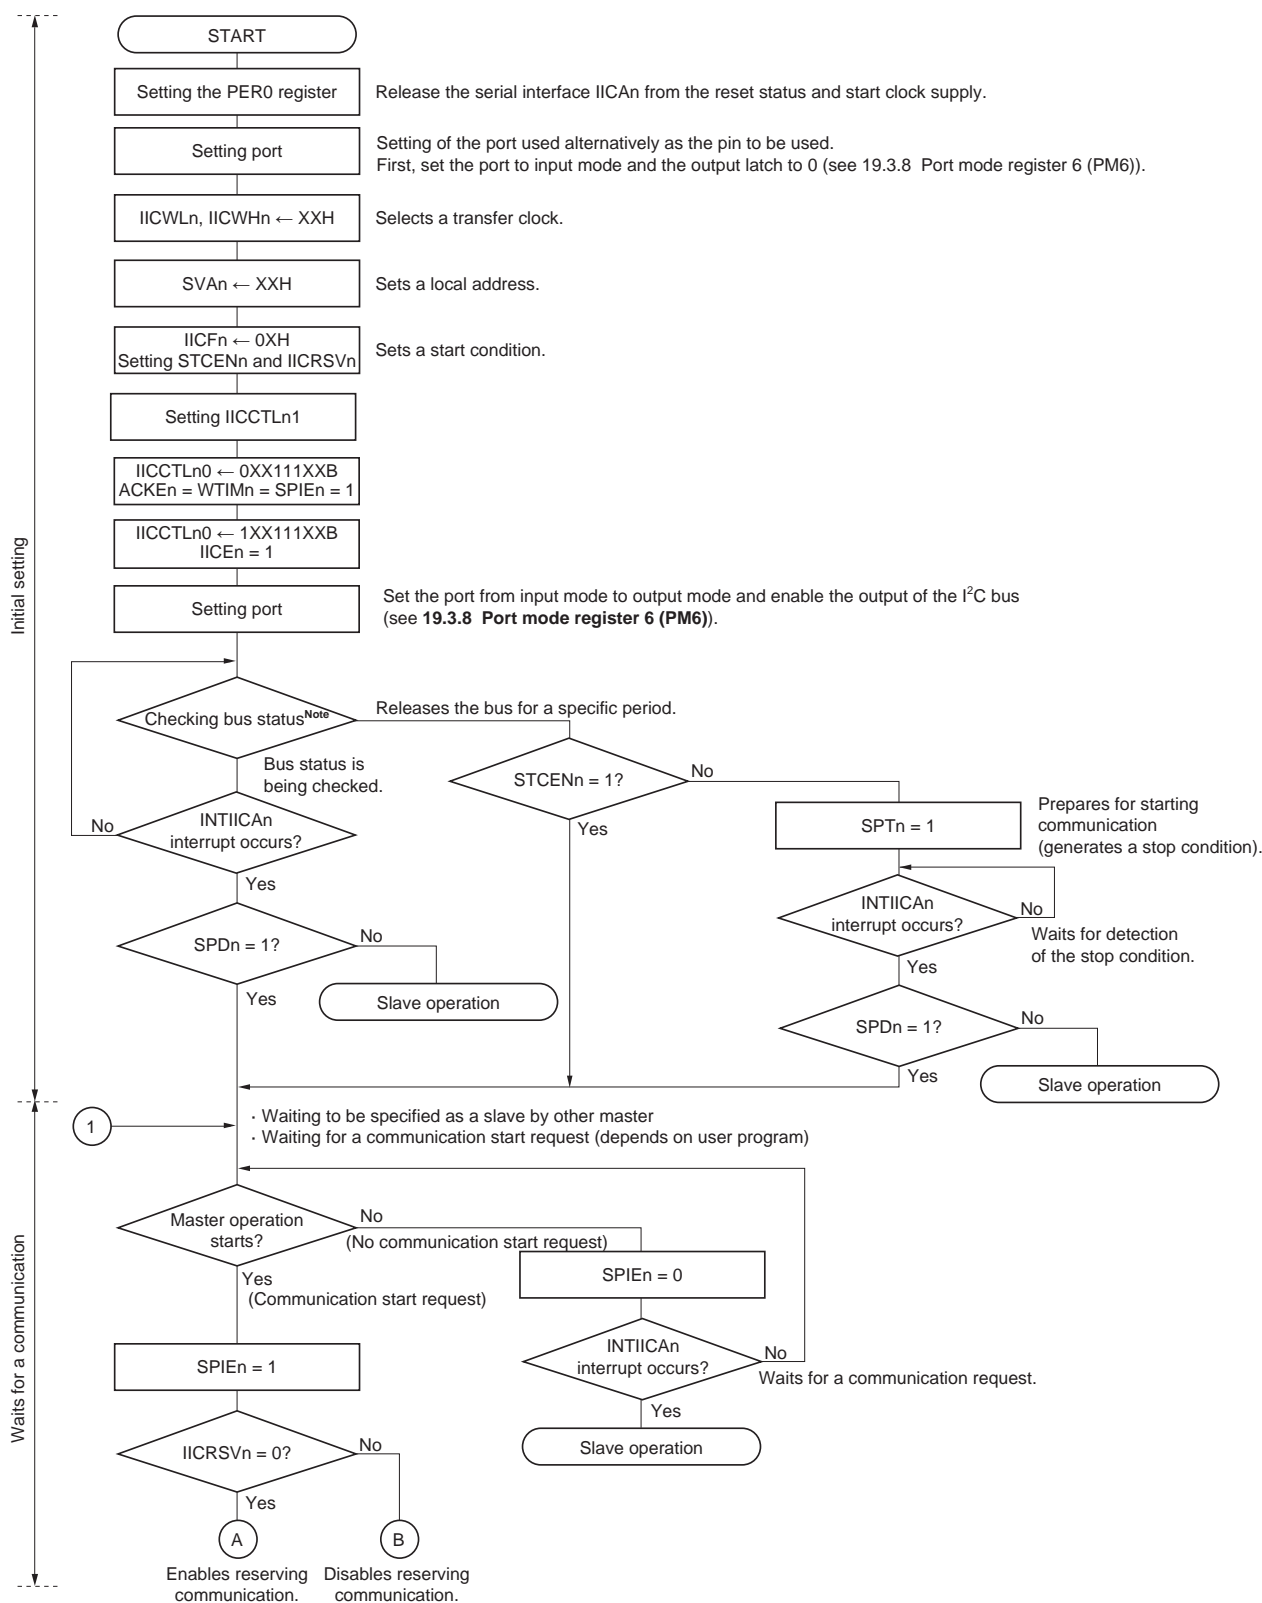 START
Setting the PER0 register
Release the serial interface IICAn from the reset status and start clock supply.
Setting port
Setting of the port used alternatively as the pin to be used.
First, set the port to input mode and the output latch to 0 (see 19.3.8  Port mode register 6 (PM6)).
IICWLn, IICWHn ← XXH
Selects a transfer clock.
SVAn ← XXH
Sets a local address.
IICFn ← 0XH
Setting STCENn and IICRSVn
Sets a start condition.
Setting IICCTLn1
IICCTLn0 ← 0XX111XXB
ACKEn = WTIMn = SPIEn = 1
IICCTLn0 ← 1XX111XXB
IICEn = 1
Setting port
Set the port from input mode to output mode and enable the output of the I²C bus
(see 19.3.8  Port mode register 6 (PM6)).
Initial setting
Checking bus status Note
Releases the bus for a specific period.
Bus status is
being checked.
STCENn = 1?
No
Yes
SPTn = 1
Prepares for starting
communication
(generates a stop condition).
INTIICAn
interrupt occurs?
No
Yes
INTIICAn
interrupt occurs?
No
Waits for detection
of the stop condition.
Yes
SPDn = 1?
No
Yes
Slave operation
SPDn = 1?
No
Yes
Slave operation
1
· Waiting to be specified as a slave by other master
· Waiting for a communication start request (depends on user program)
Waits for a communication
Master operation
starts?
No
(No communication start request)
Yes
(Communication start request)
SPIEn = 0
INTIICAn
interrupt occurs?
No
Waits for a communication request.
Yes
Slave operation
SPIEn = 1
IICRSVn = 0?
No
Yes
A
B
Enables reserving
communication.
Disables reserving
communication.